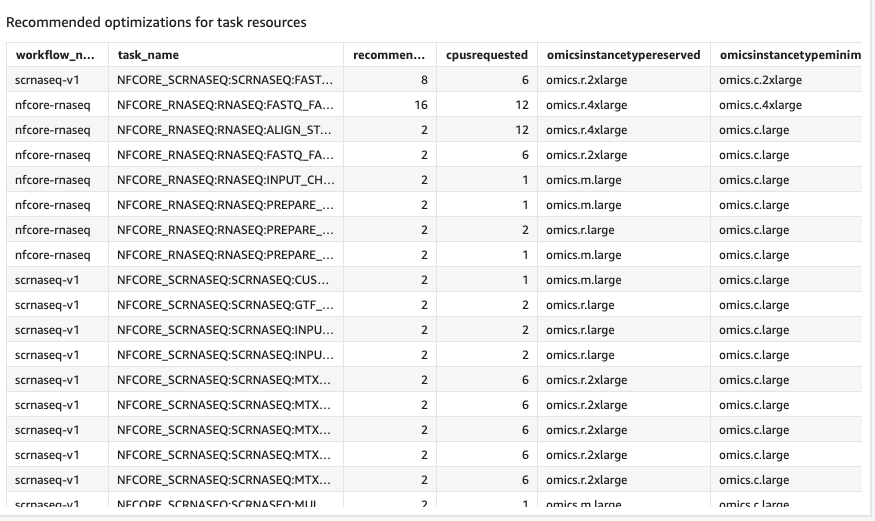 Recommended optimizations for task resources
workflow_n... task_name recommen... cpusrequested omicsinstancetypereserved omicsinstancetypeminim
scrnaseq-v1 NFCORE_SCRNASEQ:SCRNASEQ:FAST... 8 6 omics.r.2xlarge omics.c.2xlarge
nfcore-rnaseq NFCORE_RNASEQ:RNASEQ:FASTQ_FA... 16 12 omics.r.4xlarge omics.c.4xlarge
nfcore-rnaseq NFCORE_RNASEQ:RNASEQ:ALIGN_ST... 2 12 omics.r.4xlarge omics.c.large
nfcore-rnaseq NFCORE_RNASEQ:RNASEQ:FASTQ_FA... 2 6 omics.r.2xlarge omics.c.large
nfcore-rnaseq NFCORE_RNASEQ:RNASEQ:INPUT_CH... 2 1 omics.m.large omics.c.large
nfcore-rnaseq NFCORE_RNASEQ:RNASEQ:PREPARE_... 2 1 omics.m.large omics.c.large
nfcore-rnaseq NFCORE_RNASEQ:RNASEQ:PREPARE_... 2 2 omics.r.large omics.c.large
nfcore-rnaseq NFCORE_RNASEQ:RNASEQ:PREPARE_... 2 1 omics.m.large omics.c.large
scrnaseq-v1 NFCORE_SCRNASEQ:SCRNASEQ:CUS... 2 1 omics.m.large omics.c.large
scrnaseq-v1 NFCORE_SCRNASEQ:SCRNASEQ:GTF_... 2 2 omics.r.large omics.c.large
scrnaseq-v1 NFCORE_SCRNASEQ:SCRNASEQ:INPU... 2 2 omics.r.large omics.c.large
scrnaseq-v1 NFCORE_SCRNASEQ:SCRNASEQ:INPU... 2 2 omics.r.large omics.c.large
scrnaseq-v1 NFCORE_SCRNASEQ:SCRNASEQ:MTX... 2 6 omics.r.2xlarge omics.c.large
scrnaseq-v1 NFCORE_SCRNASEQ:SCRNASEQ:MTX... 2 6 omics.r.2xlarge omics.c.large
scrnaseq-v1 NFCORE_SCRNASEQ:SCRNASEQ:MTX... 2 6 omics.r.2xlarge omics.c.large
scrnaseq-v1 NFCORE_SCRNASEQ:SCRNASEQ:MTX... 2 6 omics.r.2xlarge omics.c.large
scrnaseq-v1 NFCORE_SCRNASEQ:SCRNASEQ:MTX... 2 6 omics.r.2xlarge omics.c.large
scrnaseq-v1 NFCORE_SCRNASEQ:SCRNASEQ:MUL... 2 1 omics.m.large omics.c.large